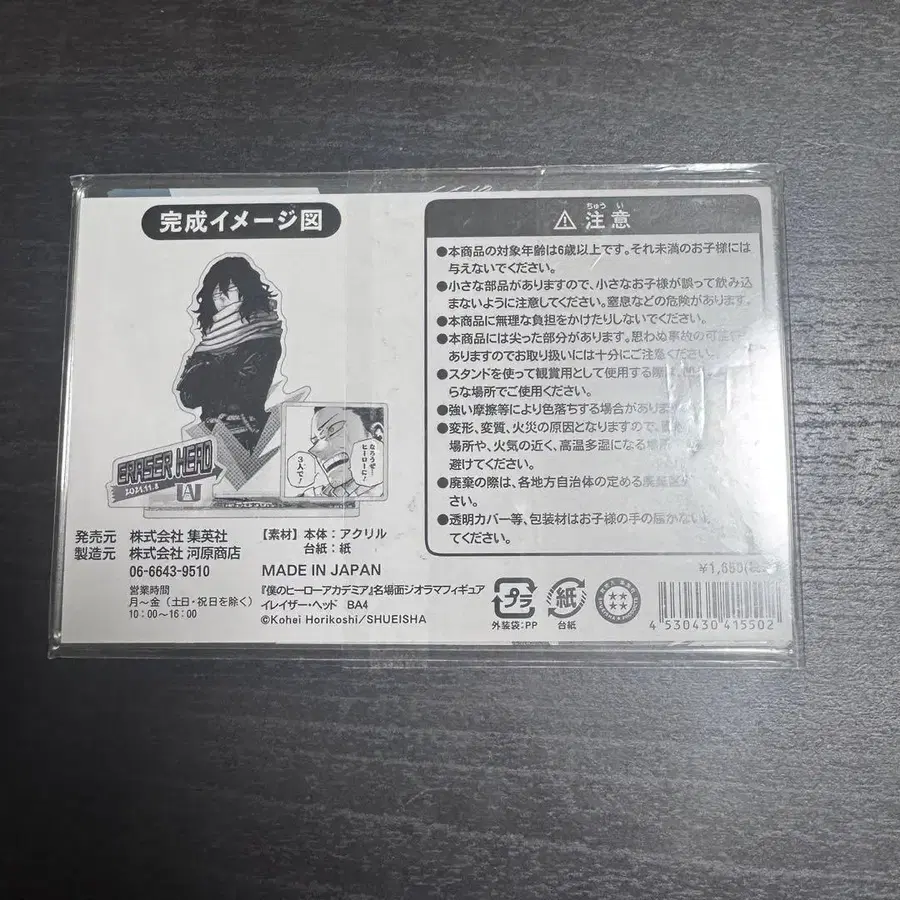 完成イメージ図
ERASER HEAD
なろうぜ
ヒーローに!
3人で!
発売元 株式会社 集英社
製造元 株式会社 河原商店
06-6643-9510
営業時間
月〜金(土日・祝日を除く)
10:00〜16:00
【素材】本体:アクリル
台紙:紙
MADE IN JAPAN
『僕のヒーローアカデミア』名場面ジオラマフィギュア
イレイザー・ヘッド BA4
©Kohei Horikoshi/SHUEISHA
ちゅう い
注意
●本商品の対象年齢は6歳以上です。それ未満のお子様には
与えないでください。
●小さな部品がありますので、小さなお子様が誤って飲み込
まないように注意してください。窒息などの危険があります。
●本商品に無理な負担をかけたりしないでください。
●本商品には尖った部分があります。思わぬ事故の可能
ありますのでお取り扱いには十分にご注意ください。
●スタンドを使って観賞用として使用する際
らな場所でご使用ください。
●強い摩擦等により色落ちする場合があります
●変形、変質、火災の原因となりますので、
場所や、火気の近く、高温多湿になる
避けてください。
●廃棄の際は、各地方自治体の定める
さい。
●透明カバー等、包装材はお子様の手の届かない
てください。
プラ
外装袋:PP
紙
台紙
4 530430 415502